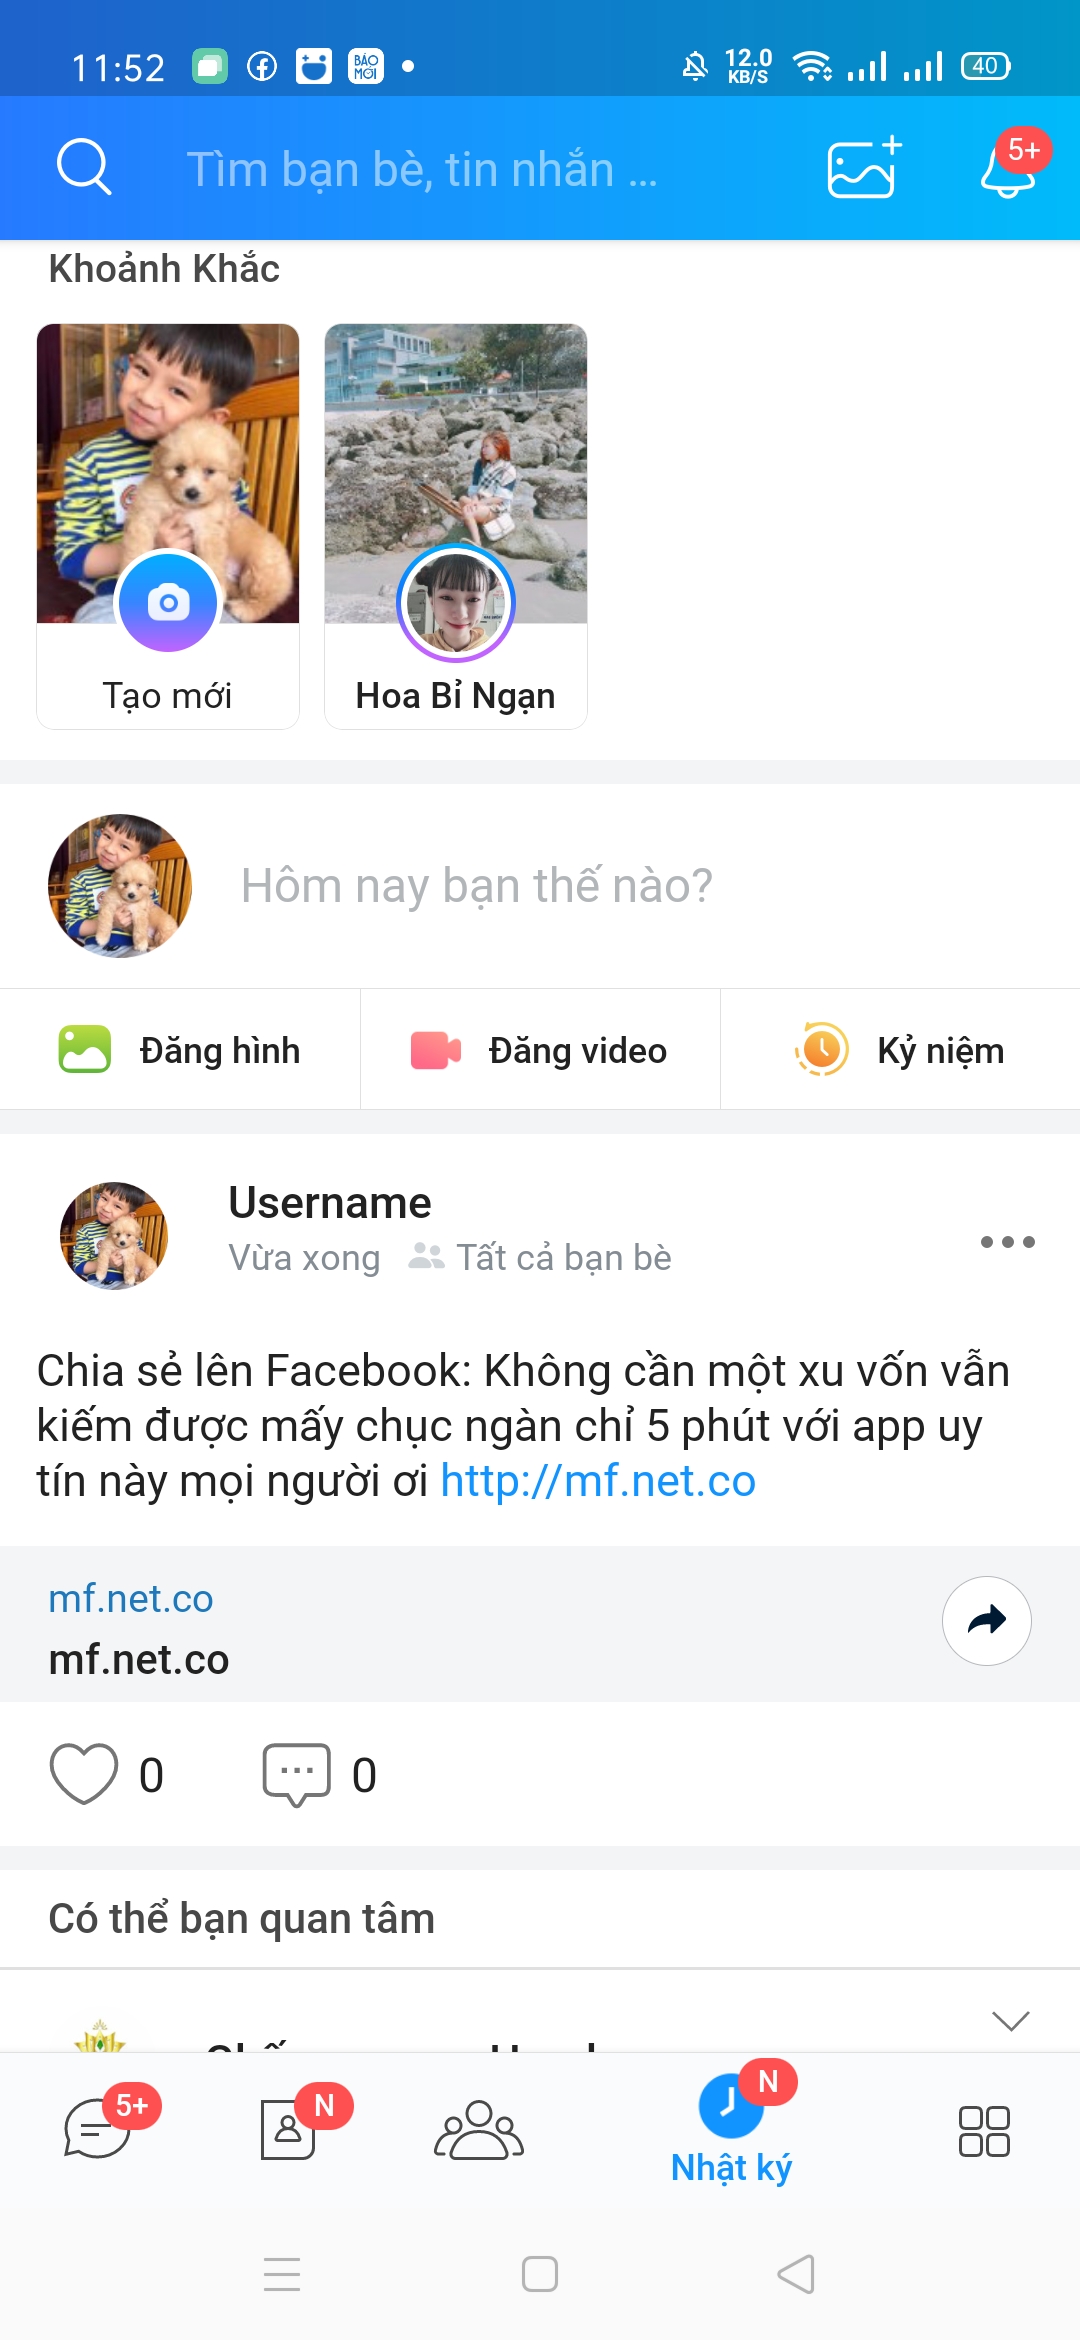 11:52
BÁO
MỚI
12.0
KB/S
40
Tìm bạn bè, tin nhắn ...
5+
Khoảnh Khắc
Tạo mới
Hoa Bỉ Ngạn
Hôm nay bạn thế nào?
Đăng hình
Đăng video
Kỷ niệm
Username
Vừa xong
Tất cả bạn bè
Chia sẻ lên Facebook: Không cần một xu vốn vẫn
kiếm được mấy chục ngàn chỉ 5 phút với app uy
tín này mọi người ơi http://mf.net.co
mf.net.co
mf.net.co
0
0
Có thể bạn quan tâm
5+
N
N
Nhật ký